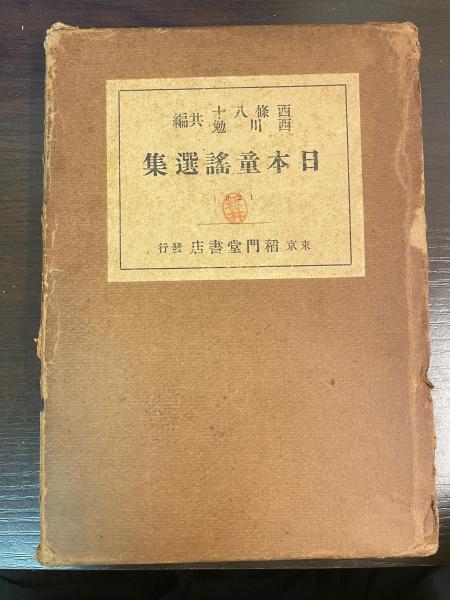 西條八十
西川勉
共編
日本童謠選集
1921
東京 稻門堂書店 發行